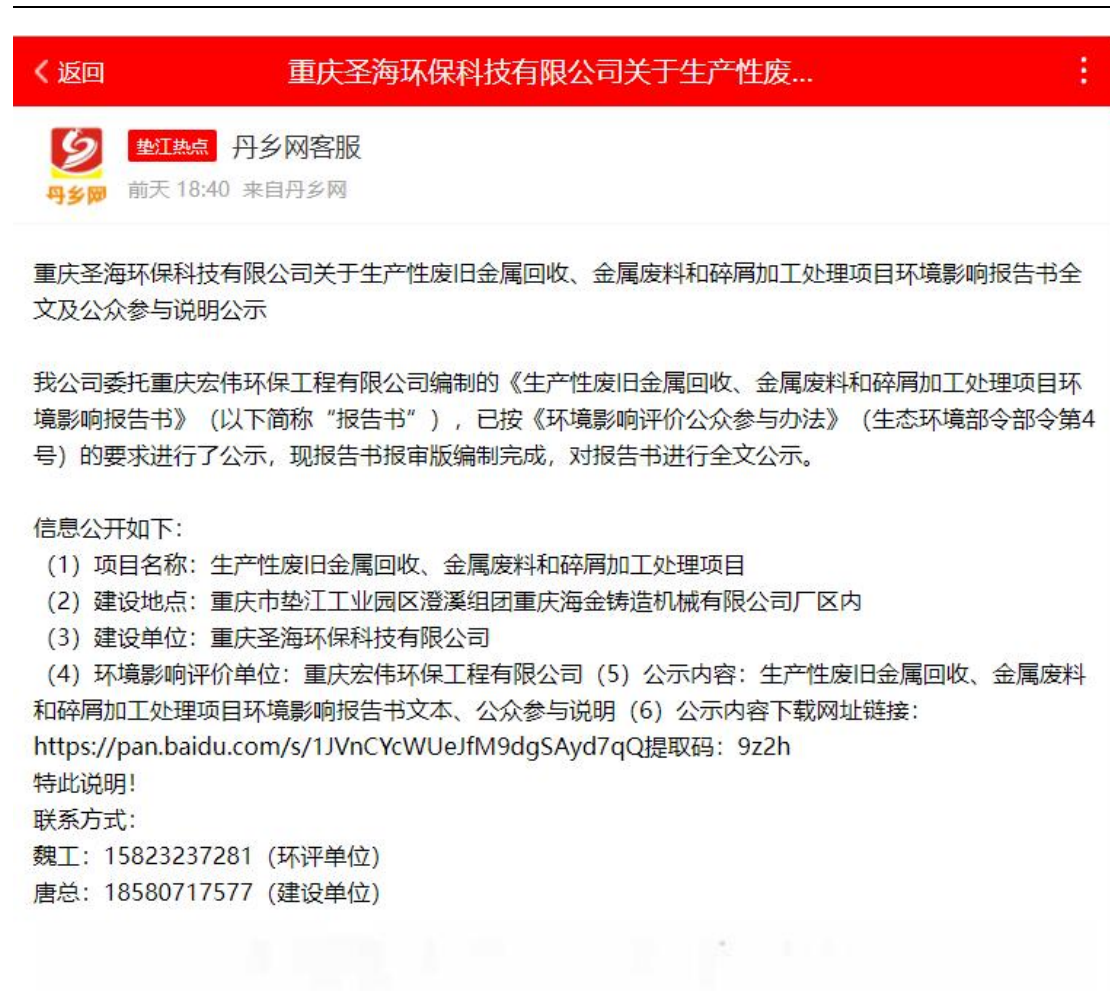 返回
重庆圣海环保科技有限公司关于生产性废...
垫江热点 丹乡网客服
丹乡网
前天 18:40 来自丹乡网
重庆圣海环保科技有限公司关于生产性废旧金属回收、金属废料和碎屑加工处理项目环境影响报告书全
文及公众参与说明公示
我公司委托重庆宏伟环保工程有限公司编制的《生产性废旧金属回收、金属废料和碎屑加工处理项目环
境影响报告书》（以下简称“报告书”），已按《环境影响评价公众参与办法》（生态环境部令部令第4
号）的要求进行了公示，现报告书报审版编制完成，对报告书进行全文公示。
信息公开如下：
（1）项目名称：生产性废旧金属回收、金属废料和碎屑加工处理项目
（2）建设地点：重庆市垫江工业园区澄溪组团重庆海金铸造机械有限公司厂区内
（3）建设单位：重庆圣海环保科技有限公司
（4）环境影响评价单位：重庆宏伟环保工程有限公司（5）公示内容：生产性废旧金属回收、金属废料
和碎屑加工处理项目环境影响报告书文本、公众参与说明（6）公示内容下载网址链接：
https://pan.baidu.com/s/1JVnCYcWUeJfM9dgSAyd7qQ提取码：9z2h
特此说明！
联系方式：
魏工：15823237281（环评单位）
唐总：18580717577（建设单位）